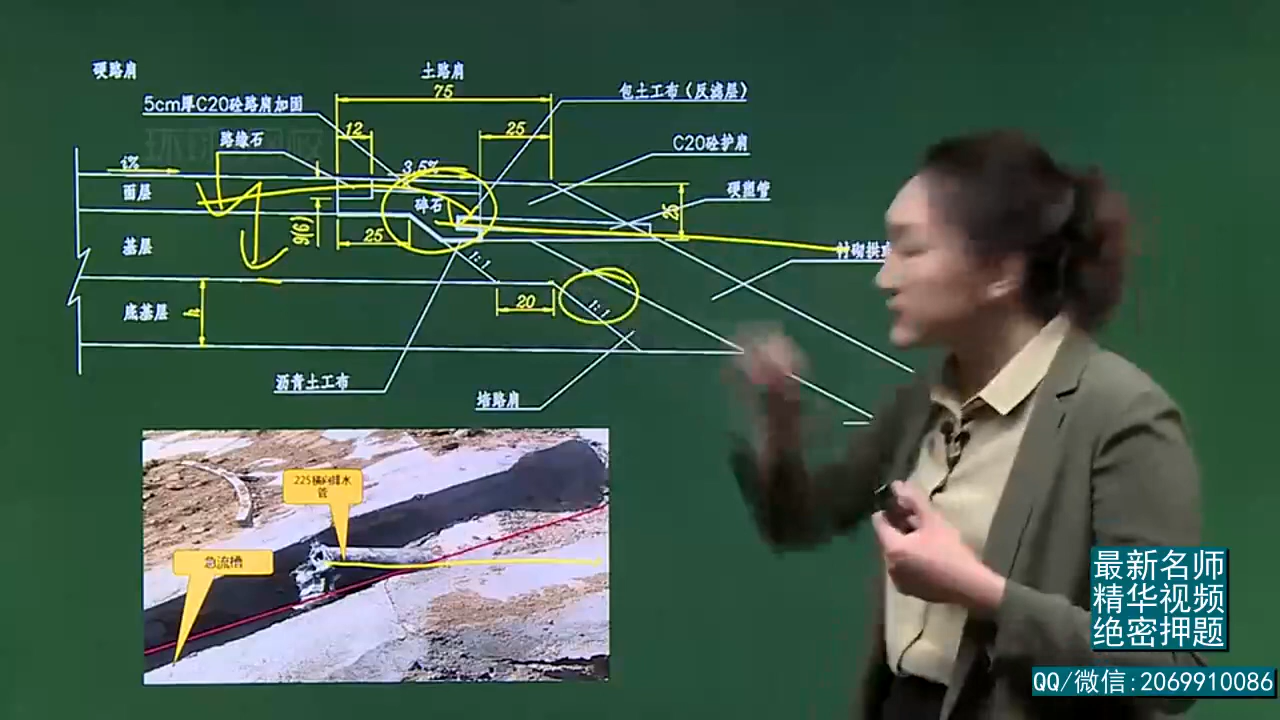 硬路肩
土路肩
75
包土工布（反滤层）
5cm厚C20砼路肩加固
12
25
路缘石
C20砼护肩
i%
3.5%
面层
碎石
硬塑管
25
9(6)
25
基层
衬砌拱
1:1
20
1:1
底基层
h
沥青土工布
培路肩
225横向排水
管
急流槽
最新名师
精华视频
绝密押题
QQ/微信:2069910086